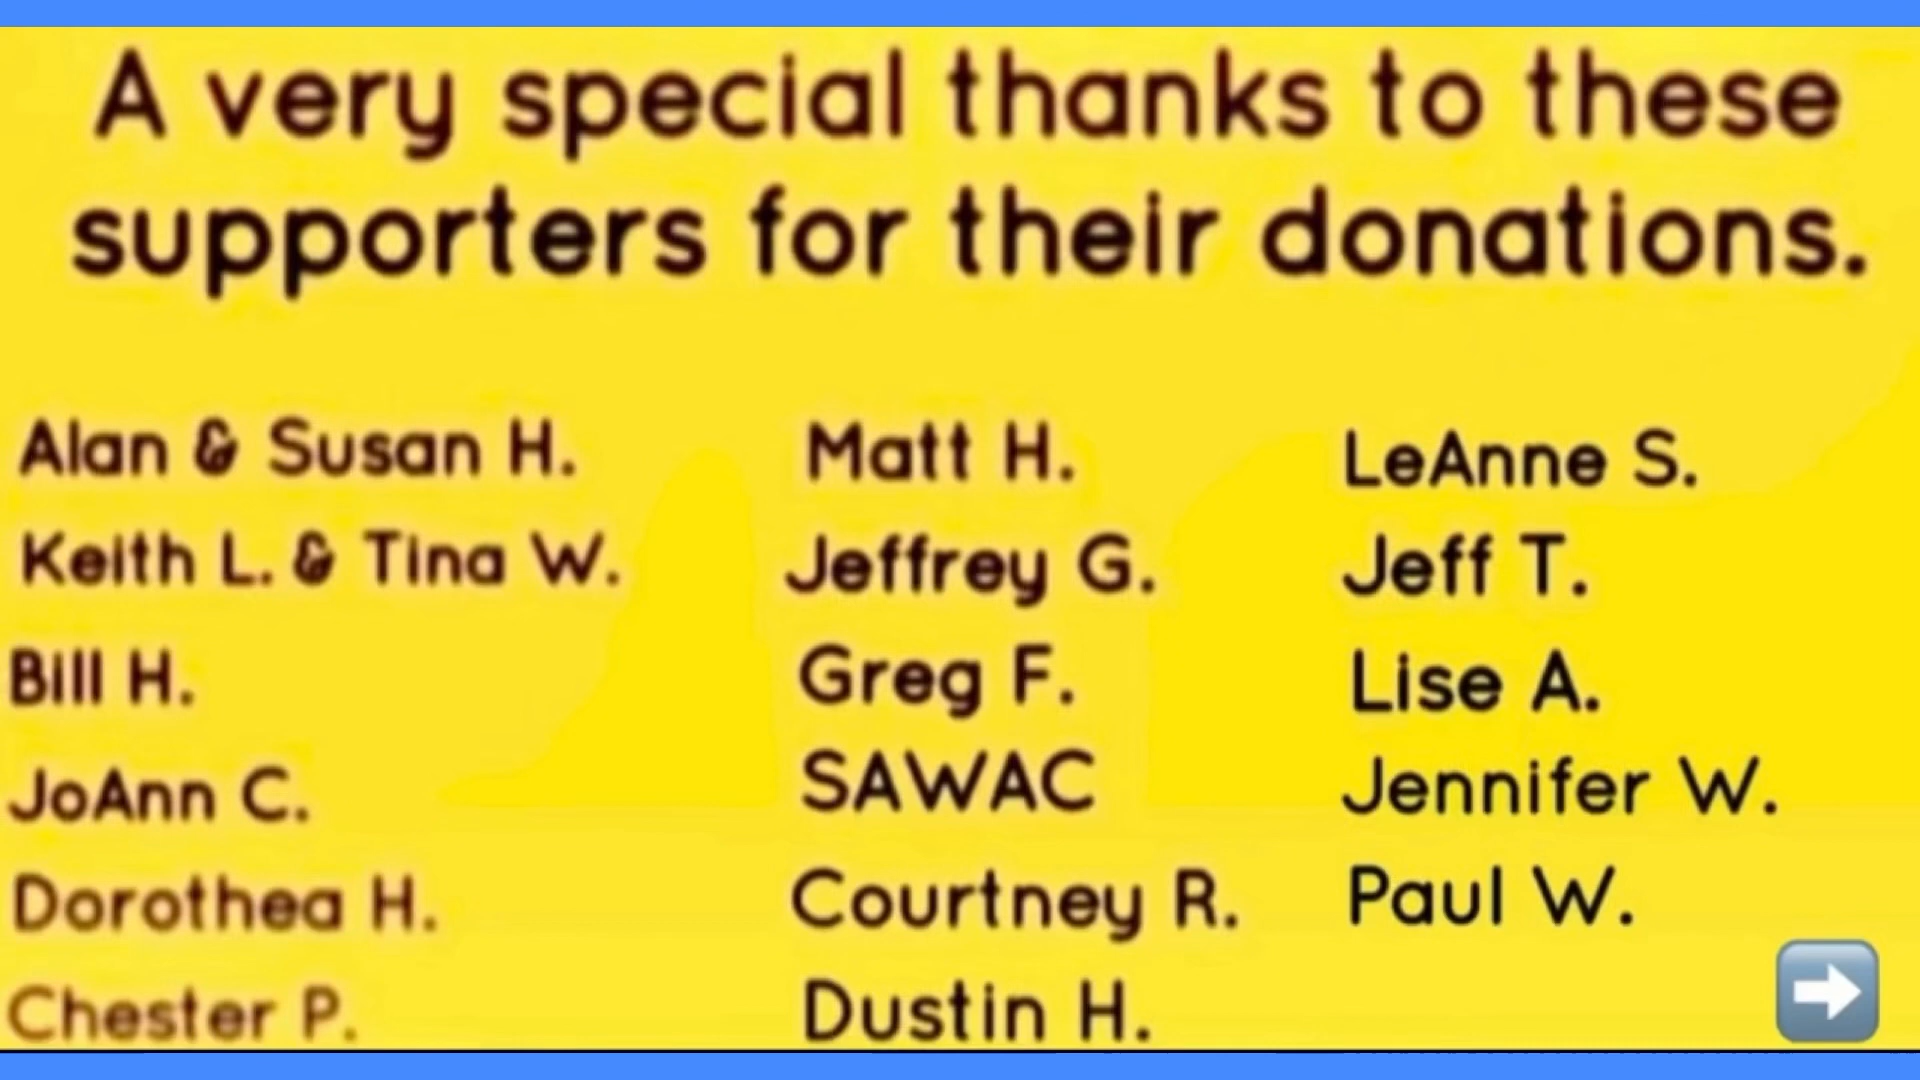 A very special thanks to these
supporters for their donations.
Alan & Susan H.
Keith L. & Tina W.
Bill H.
JoAnn C.
Dorothea H.
Chester P.
Matt H.
Jeffrey G.
Greg F.
SAWAC
Courtney R.
Dustin H.
LeAnne S.
Jeff T.
Lise A.
Jennifer W.
Paul W.